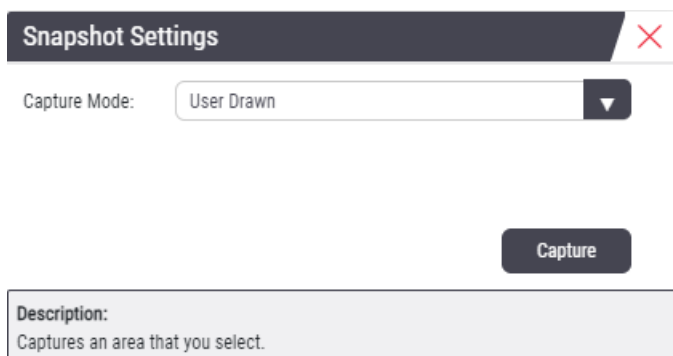 Snapshot Settings
Capture Mode: User Drawn
Capture
Description:
Captures an area that you select.